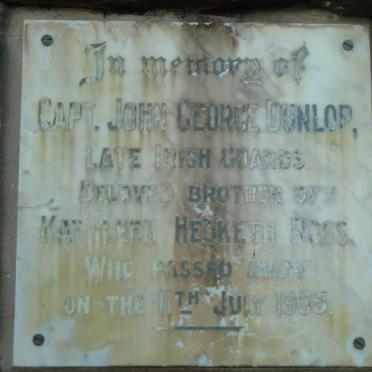 In memory of
CAPT. JOHN GEORGE DUNLOP,
LATE IRISH GUARDS.
BELOVED BROTHER OF
KATHLEEN HESKETH ROSS.
WHO PASSED AWAY
ON THE JULY 1935.